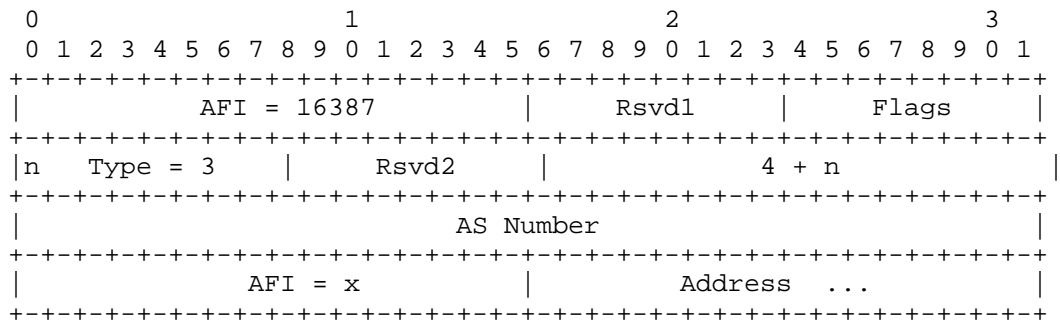 0                   1                   2                   3
 0 1 2 3 4 5 6 7 8 9 0 1 2 3 4 5 6 7 8 9 0 1 2 3 4 5 6 7 8 9 0 1
+-+-+-+-+-+-+-+-+-+-+-+-+-+-+-+-+-+-+-+-+-+-+-+-+-+-+-+-+-+-+-+-+
|           AFI = 16387         |     Rsvd1     |     Flags     |
+-+-+-+-+-+-+-+-+-+-+-+-+-+-+-+-+-+-+-+-+-+-+-+-+-+-+-+-+-+-+-+-+
|n   Type = 3    |     Rsvd2     |             4 + n             |
+-+-+-+-+-+-+-+-+-+-+-+-+-+-+-+-+-+-+-+-+-+-+-+-+-+-+-+-+-+-+-+-+
|                           AS Number                           |
+-+-+-+-+-+-+-+-+-+-+-+-+-+-+-+-+-+-+-+-+-+-+-+-+-+-+-+-+-+-+-+-+
|              AFI = x          |         Address  ...          |
+-+-+-+-+-+-+-+-+-+-+-+-+-+-+-+-+-+-+-+-+-+-+-+-+-+-+-+-+-+-+-+-+